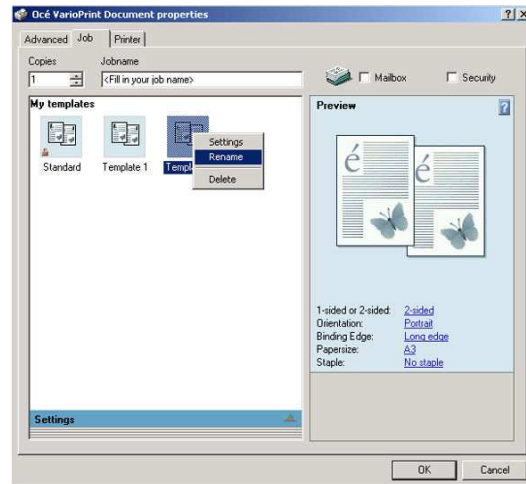 Océ VarioPrint Document properties
Advanced Job Printer
Copies Jobname
1 <Fill in your job name> Mailbox Security
My templates Preview
é é
Standard Template 1 Templ
Settings
Rename
Delete
1-sided or 2-sided: 2-sided
Orientation: Portrait
Binding Edge: Long edge
Papersize: A3
Staple: No staple
Settings
OK Cancel